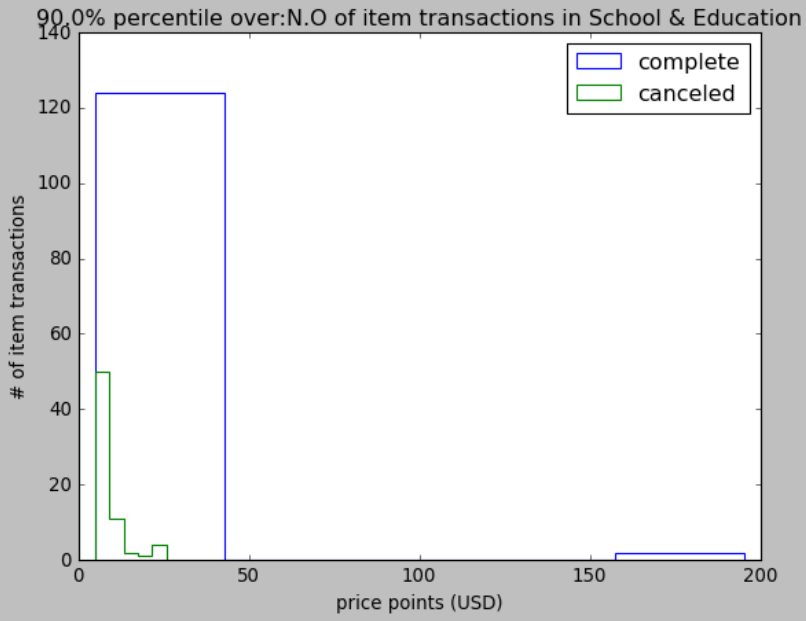 90.0% percentile over:N.O of item transactions in School & Education
140
120
100
80
60
40
20
0
# of item transactions
complete
canceled
0 50 100 150 200
price points (USD)